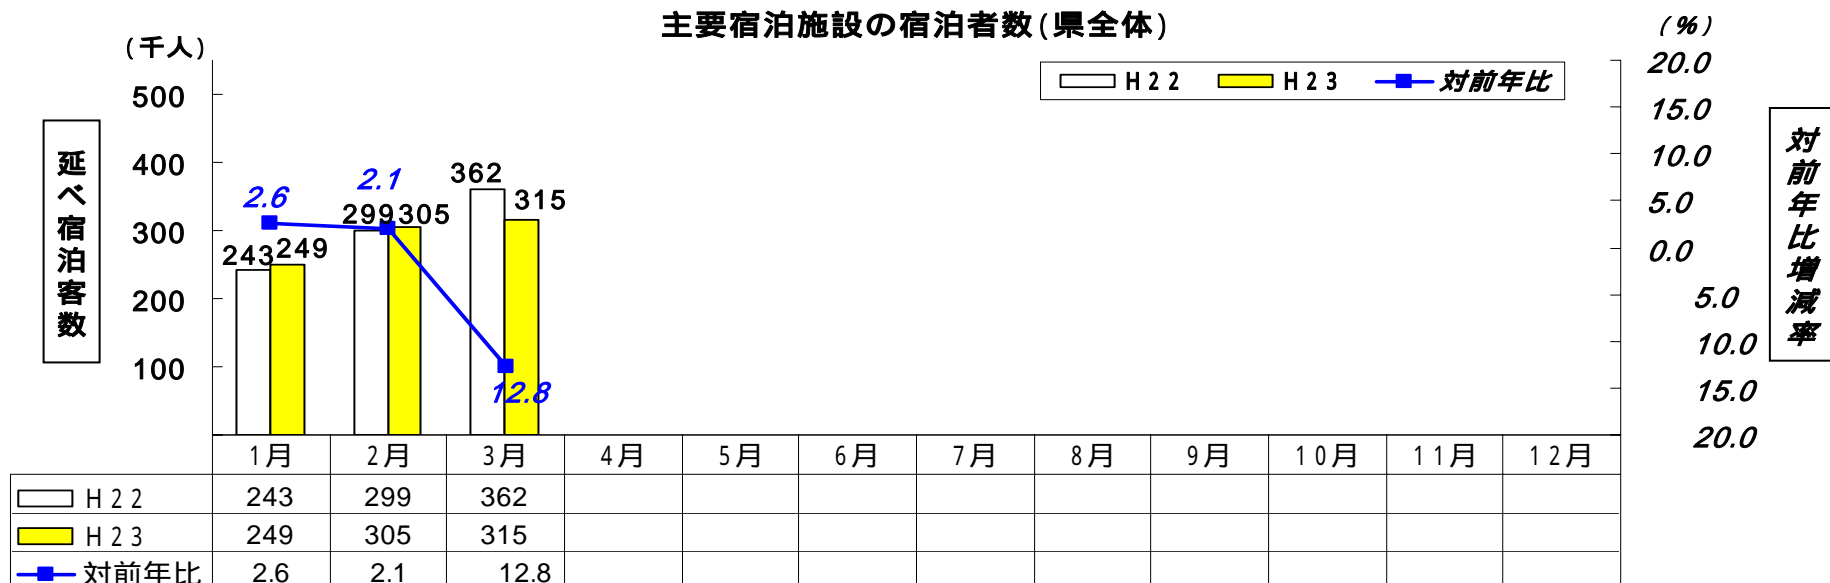 主要宿泊施設の宿泊者数(県全体)
(千人)
(%)
H22 H23 対前年比
500
400
300
200
100
延べ宿泊客数
20.0
15.0
10.0
5.0
0.0
5.0
10.0
15.0
20.0
対前年比増減率
2.6
2.1
12.8
243 249
299 305
362 315
1月 2月 3月 4月 5月 6月 7月 8月 9月 10月 11月 12月
H22 243 299 362
H23 249 305 315
対前年比 2.6 2.1 12.8